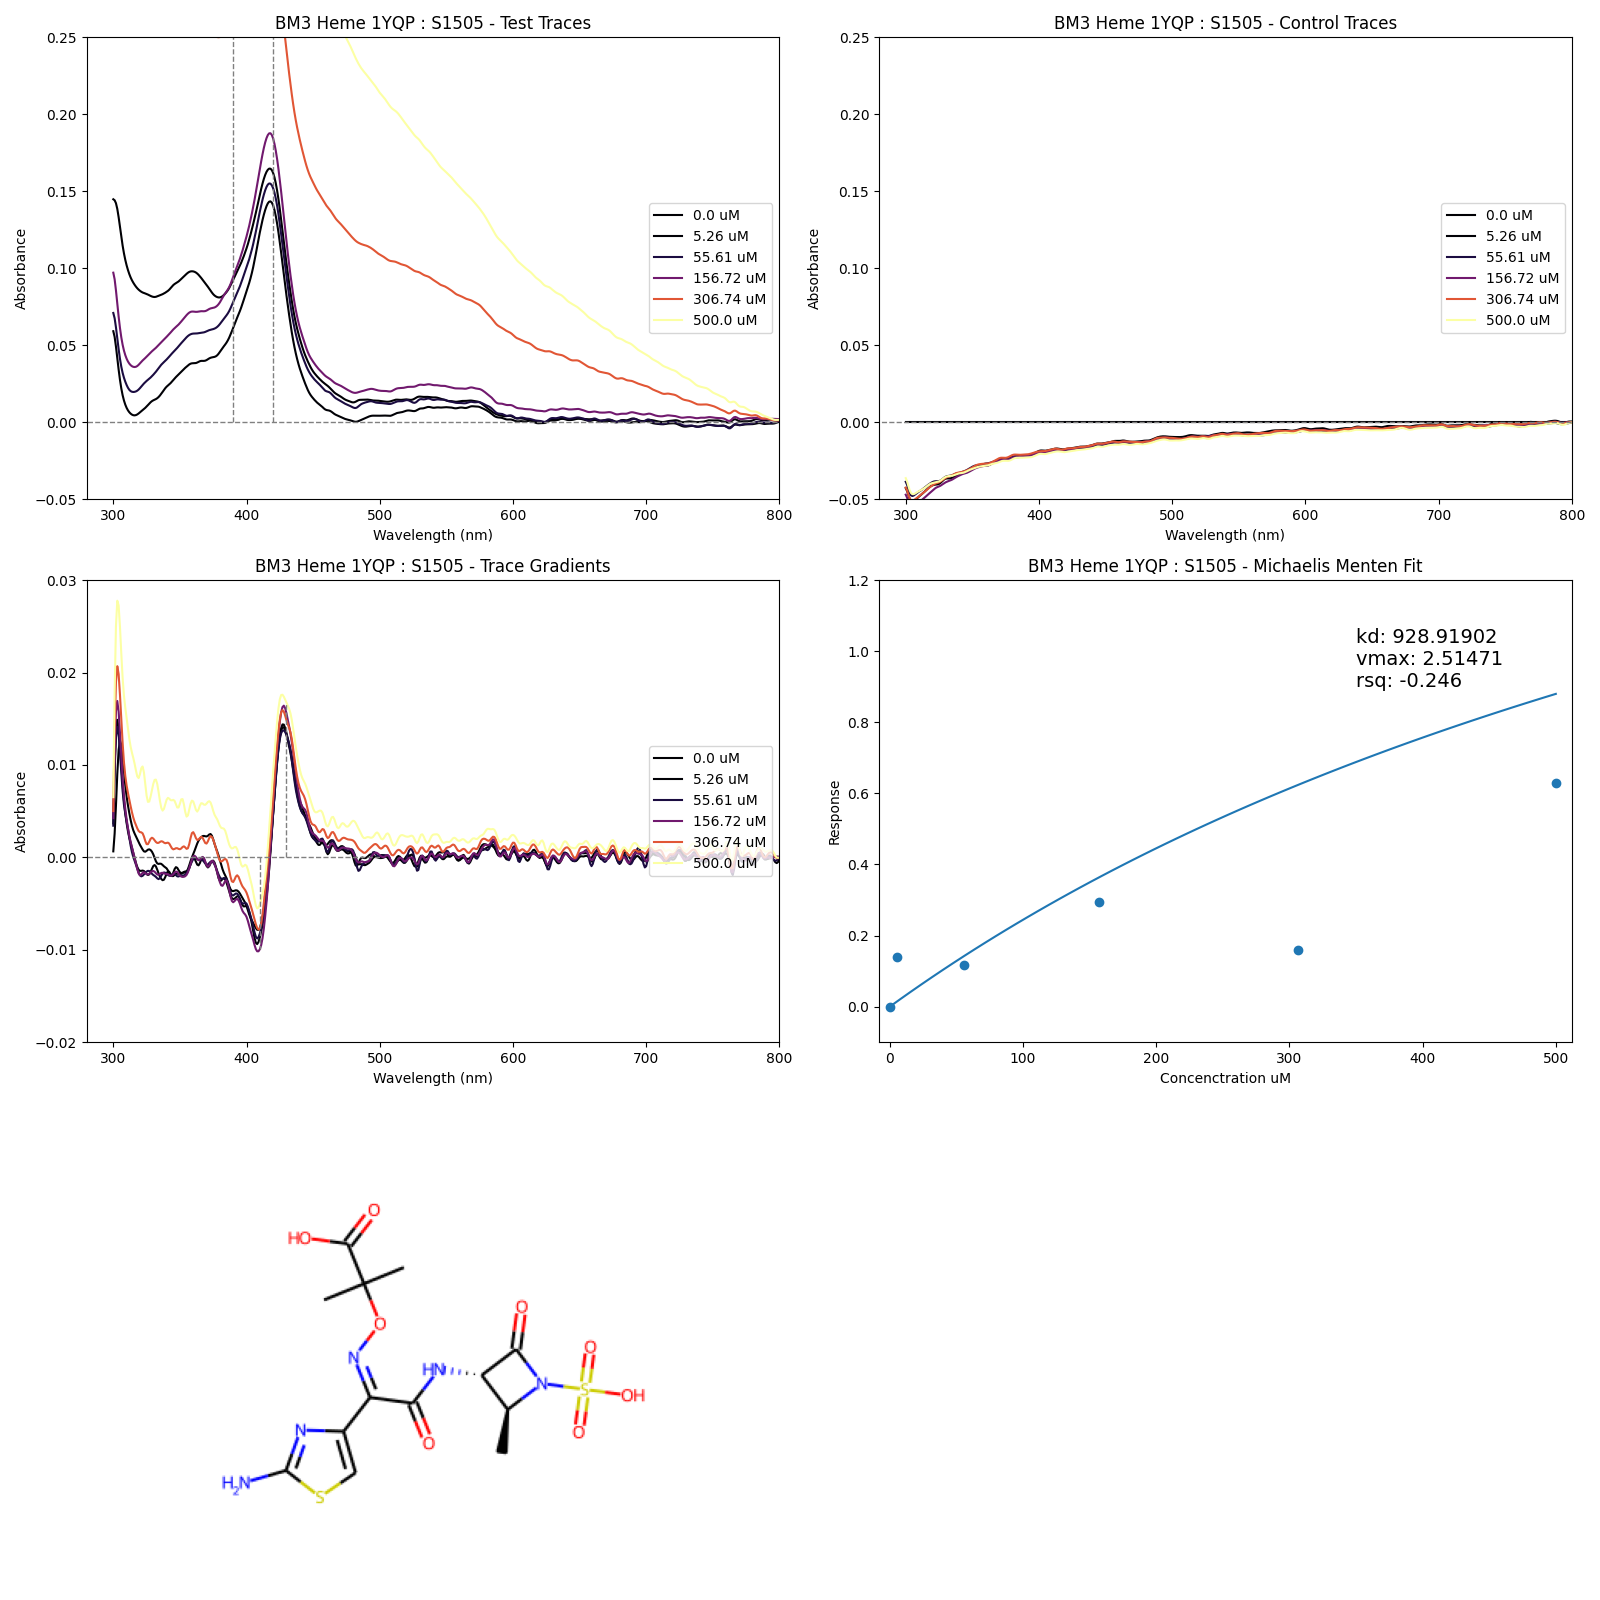 BM3 Heme 1YQP : S1505 - Test Traces
0.25
0.20
0.15
0.10
0.05
0.00
−0.05
Absorbance
300 400 500 600 700 800
Wavelength (nm)
0.0 uM
5.26 uM
55.61 uM
156.72 uM
306.74 uM
500.0 uM
BM3 Heme 1YQP : S1505 - Control Traces
0.25
0.20
0.15
0.10
0.05
0.00
−0.05
Absorbance
300 400 500 600 700 800
Wavelength (nm)
0.0 uM
5.26 uM
55.61 uM
156.72 uM
306.74 uM
500.0 uM
BM3 Heme 1YQP : S1505 - Trace Gradients
0.03
0.02
0.01
0.00
−0.01
−0.02
Absorbance
300 400 500 600 700 800
Wavelength (nm)
0.0 uM
5.26 uM
55.61 uM
156.72 uM
306.74 uM
500.0 uM
BM3 Heme 1YQP : S1505 - Michaelis Menten Fit
1.2
1.0
0.8
0.6
0.4
0.2
0.0
Response
0 100 200 300 400 500
Concenctration uM
kd: 928.91902
vmax: 2.51471
rsq: -0.246
O
HO
O
O
N
HN
O
N
S
O
OH
O
O
N
H2N
S